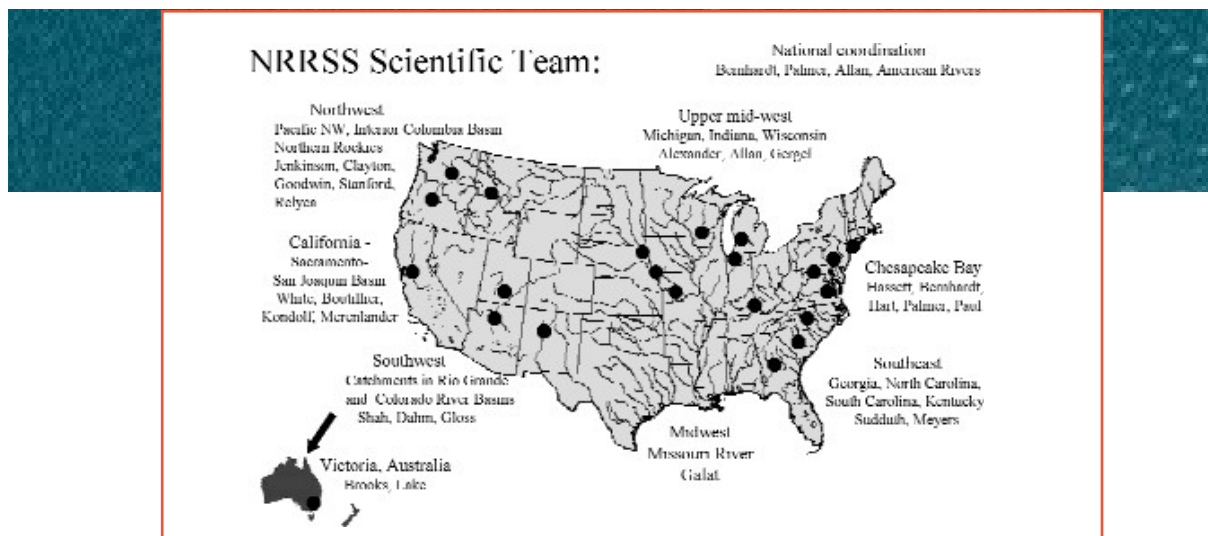 NRRSS Scientific Team:
National coordination
Bernhardt, Palmer, Allan, American Rivers
Northwest
Pacific NW, Interior Columbia Basin
Northern Rockies
Jenkinson, Clayton,
Goodwin, Stanford,
Relyea
Upper mid-west
Michigan, Indiana, Wisconsin
Alexander, Allan, Gergel
California -
Sacramento-
San Joaquin Basin
White, Boutillier,
Kondolf, Merenlander
Chesapeake Bay
Hassett, Bernhardt,
Hart, Palmer, Paul
Southwest
Catchments in Rio Grande
and Colorado River Basins
Shah, Dahm, Gloss
Southeast
Georgia, North Carolina,
South Carolina, Kentucky
Sudduth, Meyers
Midwest
Missouri River
Galat
Victoria, Australia
Brooks, Lake